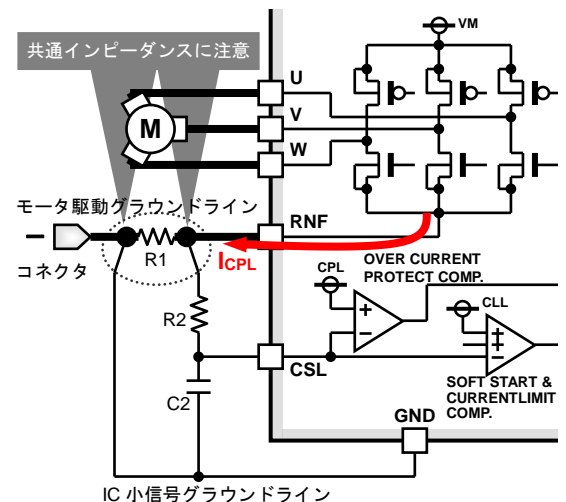 共通インピーダンスに注意
VM
U
V
W
M
モータ駆動グラウンドライン
RNF
コネクタ
R1
ICPL
OVER CURRENT
PROTECT COMP.
CPL
CLL
R2
CSL
C2
SOFT START &
CURRENTLIMIT
COMP.
GND
IC 小信号グラウンドライン